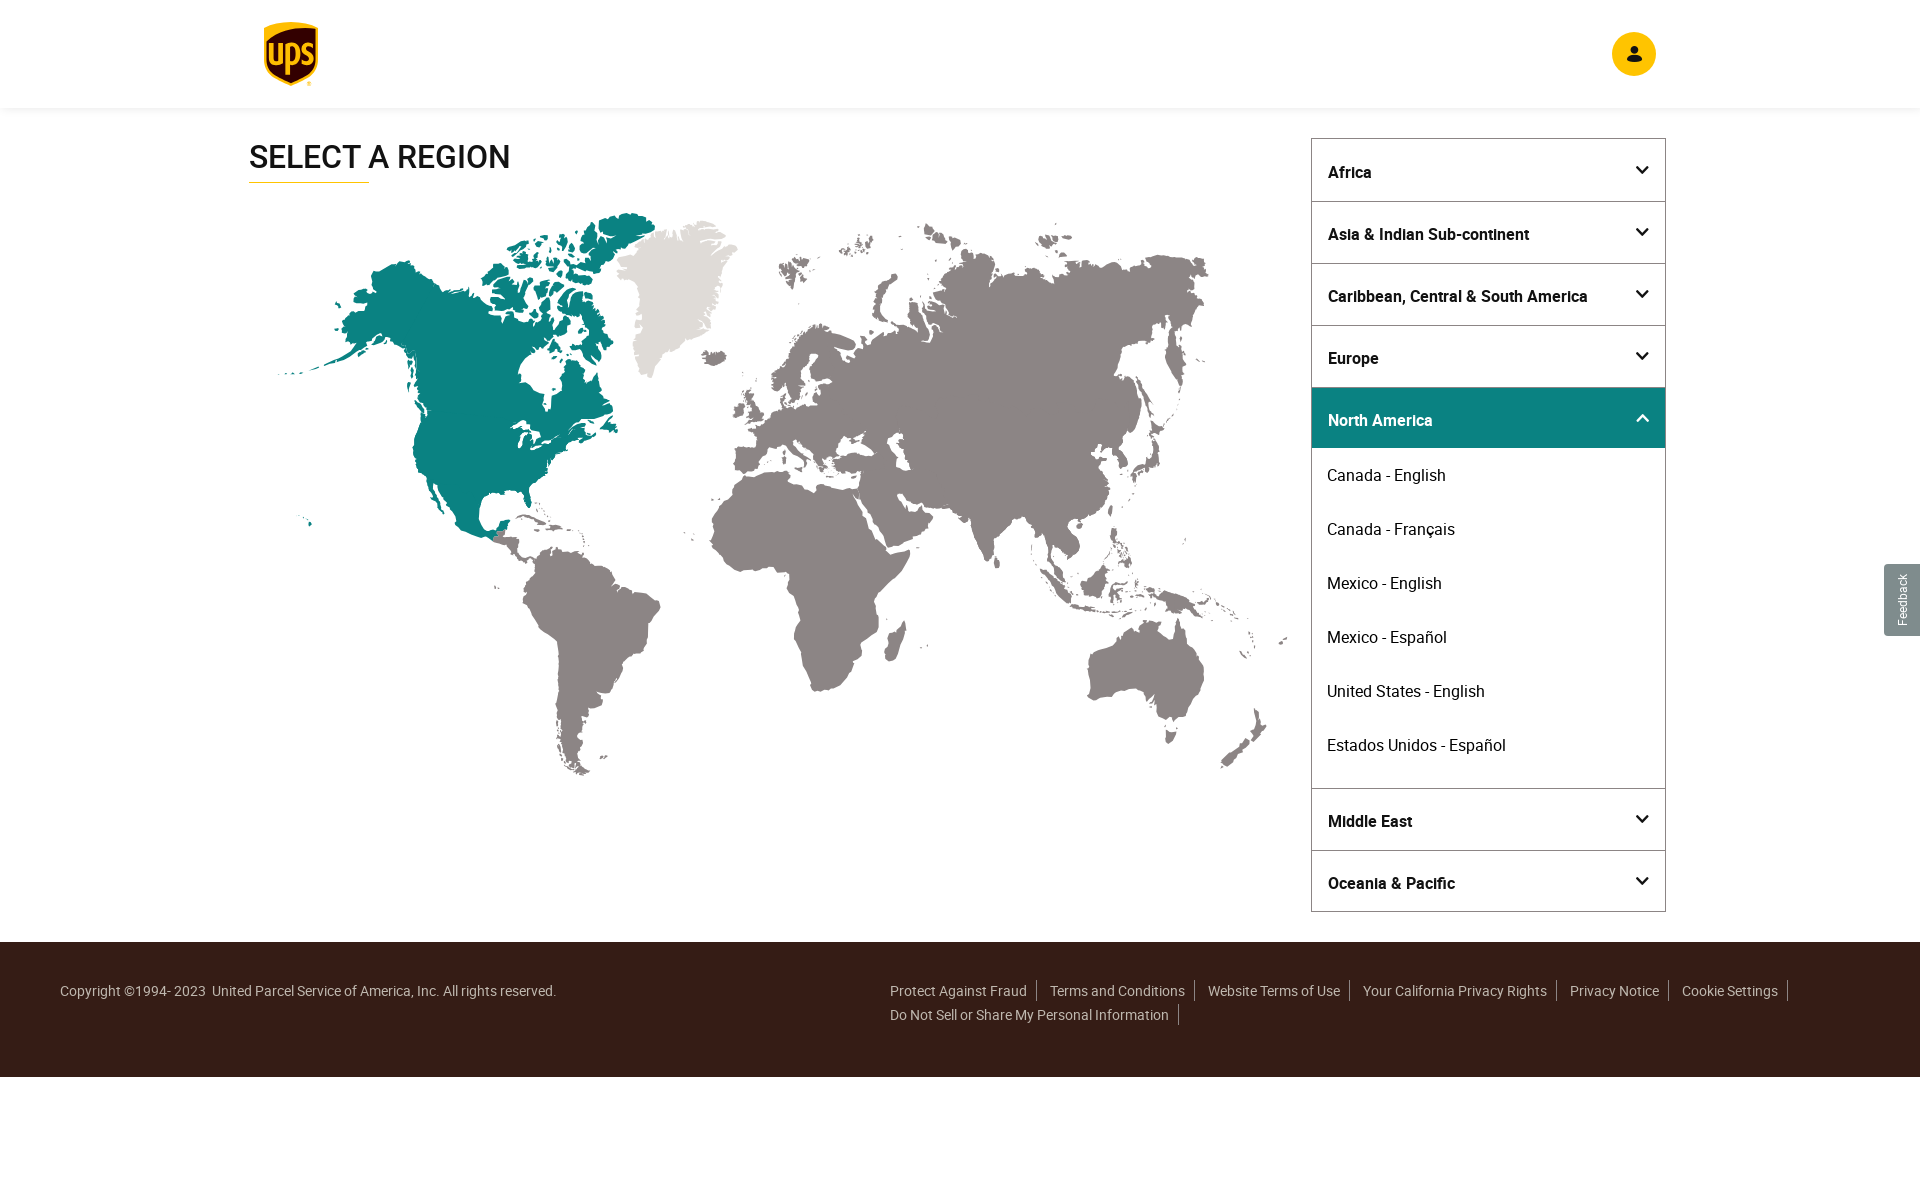 ups
SELECT A REGION
Africa
Asia & Indian Sub-continent
Caribbean, Central & South America
Europe
North America
Canada - English
Canada - Français
Mexico - English
Mexico - Español
United States - English
Estados Unidos - Español
Middle East
Oceania & Pacific
Feedback
Copyright ©1994- 2023 United Parcel Service of America, Inc. All rights reserved.
Protect Against Fraud Terms and Conditions Website Terms of Use Your California Privacy Rights Privacy Notice Cookie Settings
Do Not Sell or Share My Personal Information